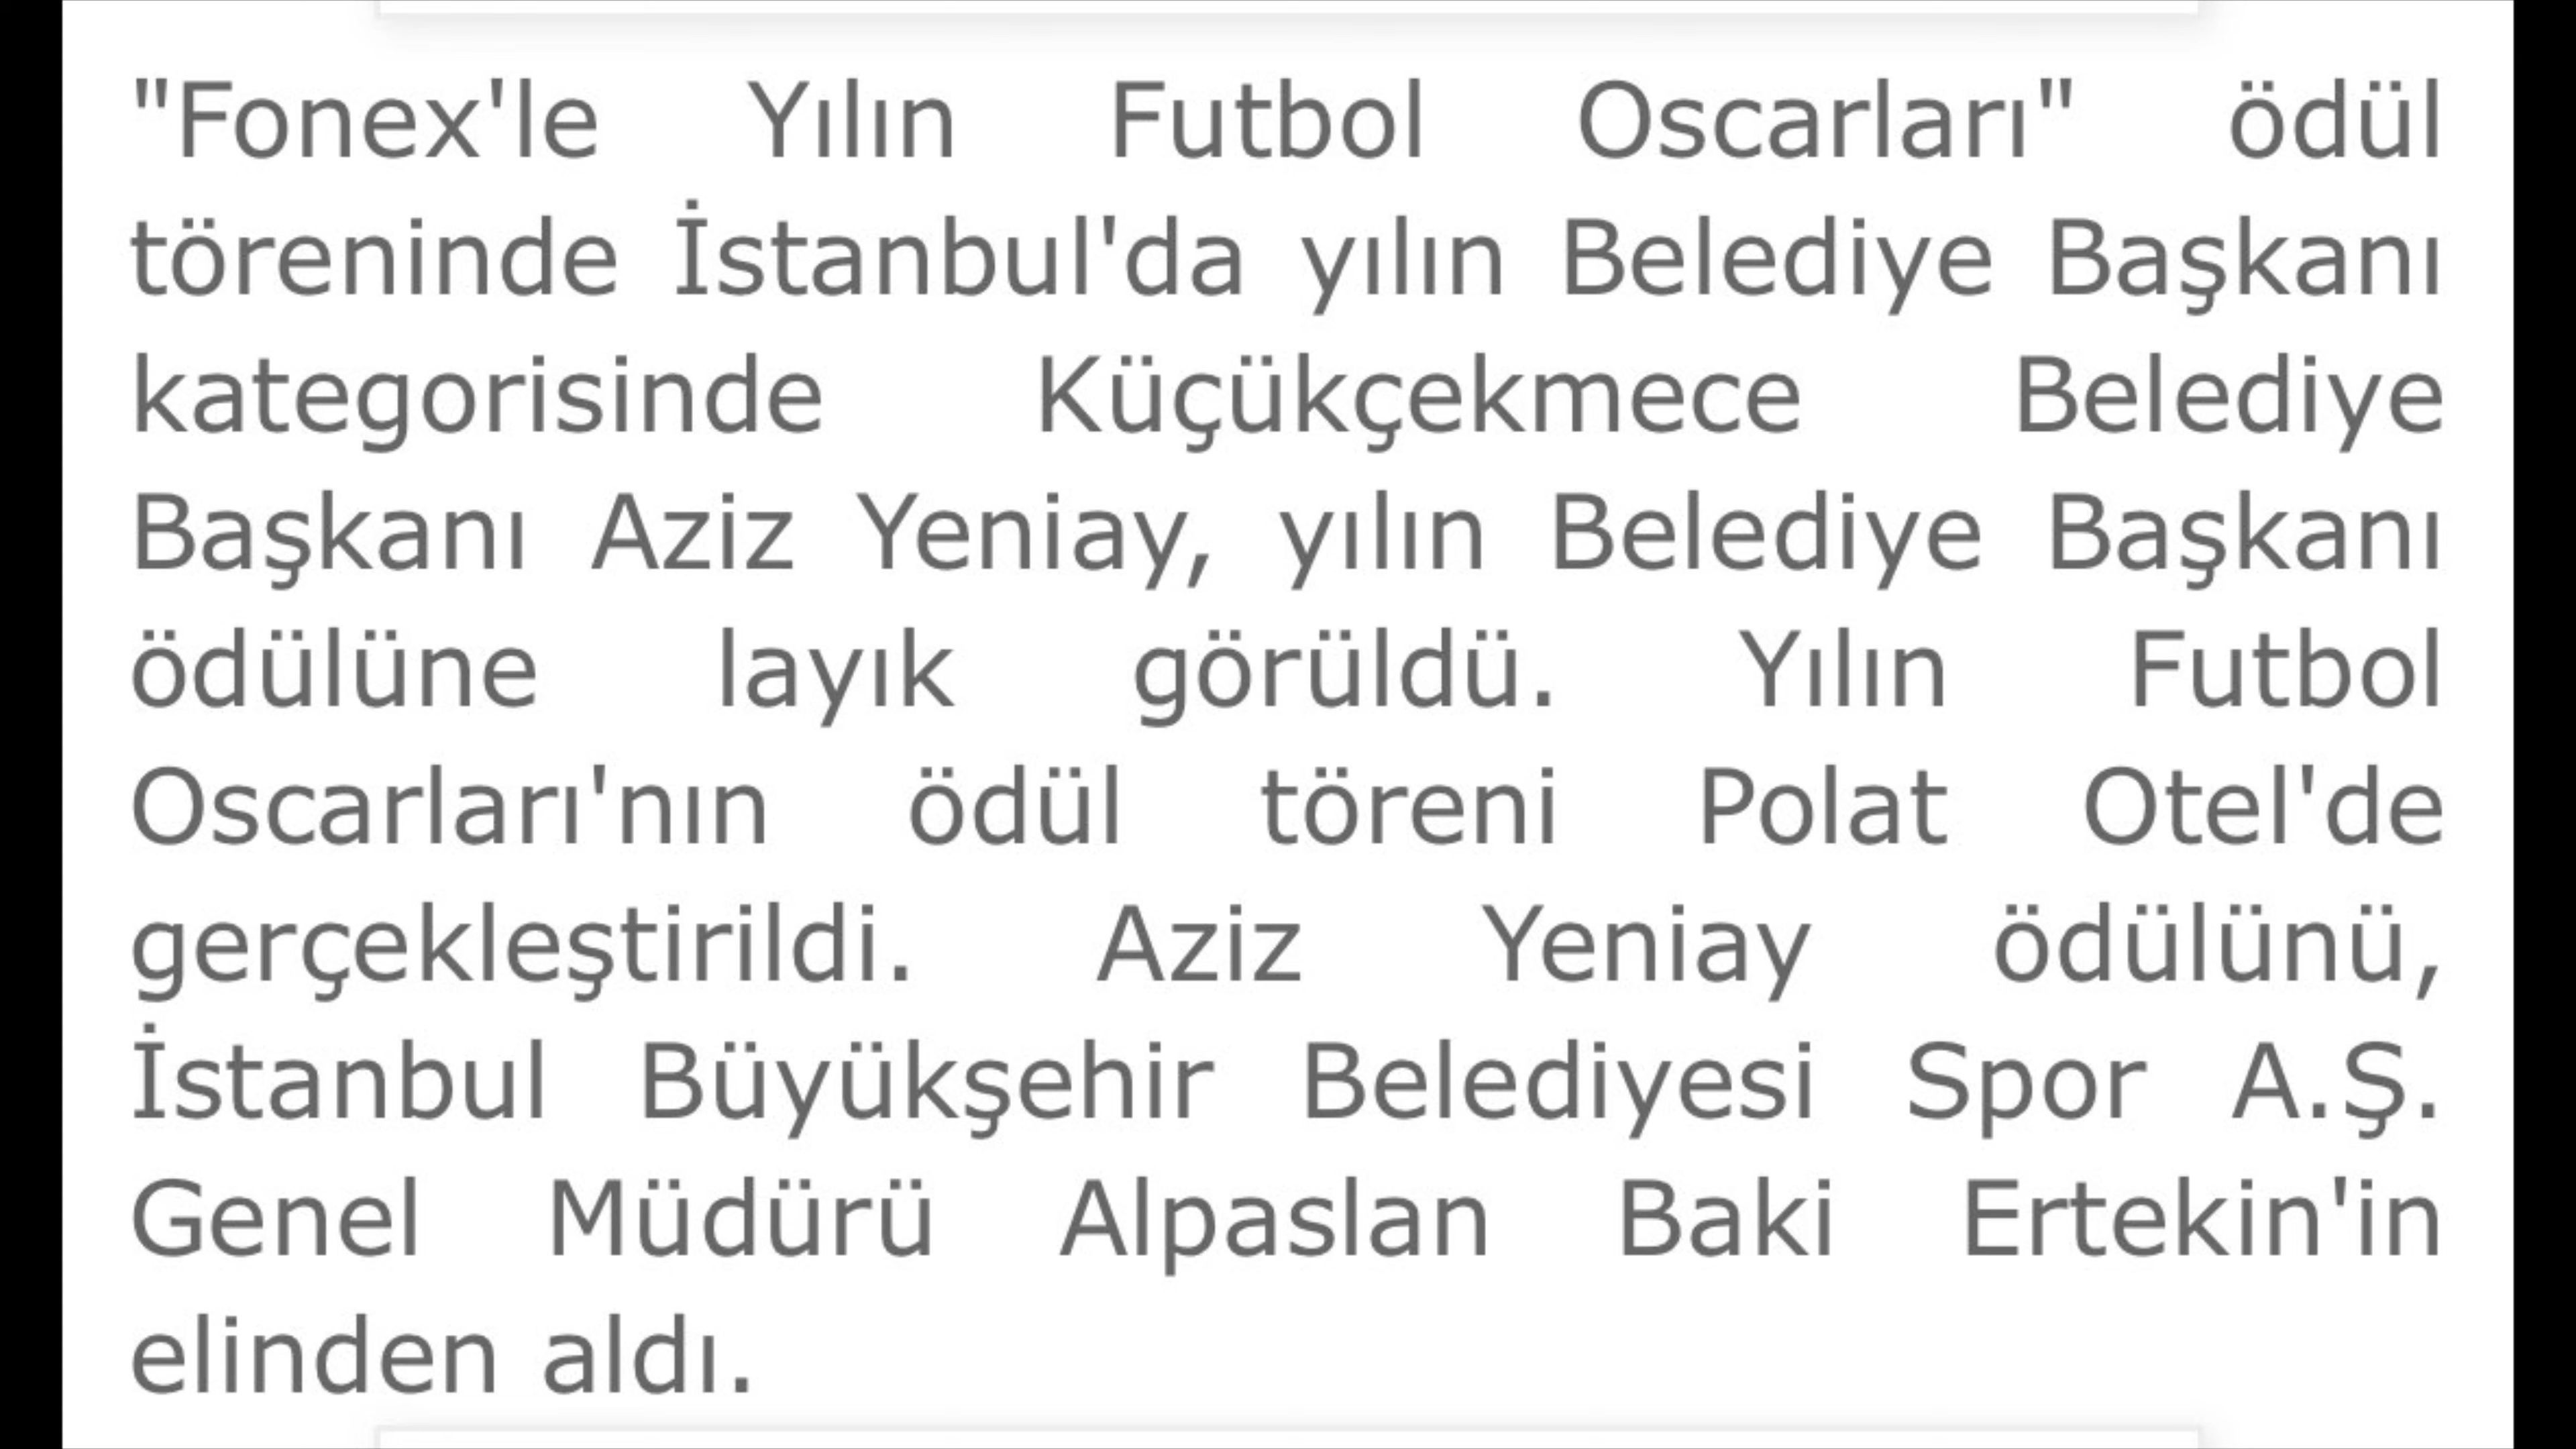 "Fonex'le Yılın Futbol Oscarları" ödül
töreninde İstanbul'da yılın Belediye Başkanı
kategorisinde Küçükçekmece Belediye
Başkanı Aziz Yeniay, yılın Belediye Başkanı
ödülüne layık görüldü. Yılın Futbol
Oscarları'nın ödül töreni Polat Otel'de
gerçekleştirildi. Aziz Yeniay ödülünü,
İstanbul Büyükşehir Belediyesi Spor A.Ş.
Genel Müdürü Alpaslan Baki Ertekin'in
elinden aldı.